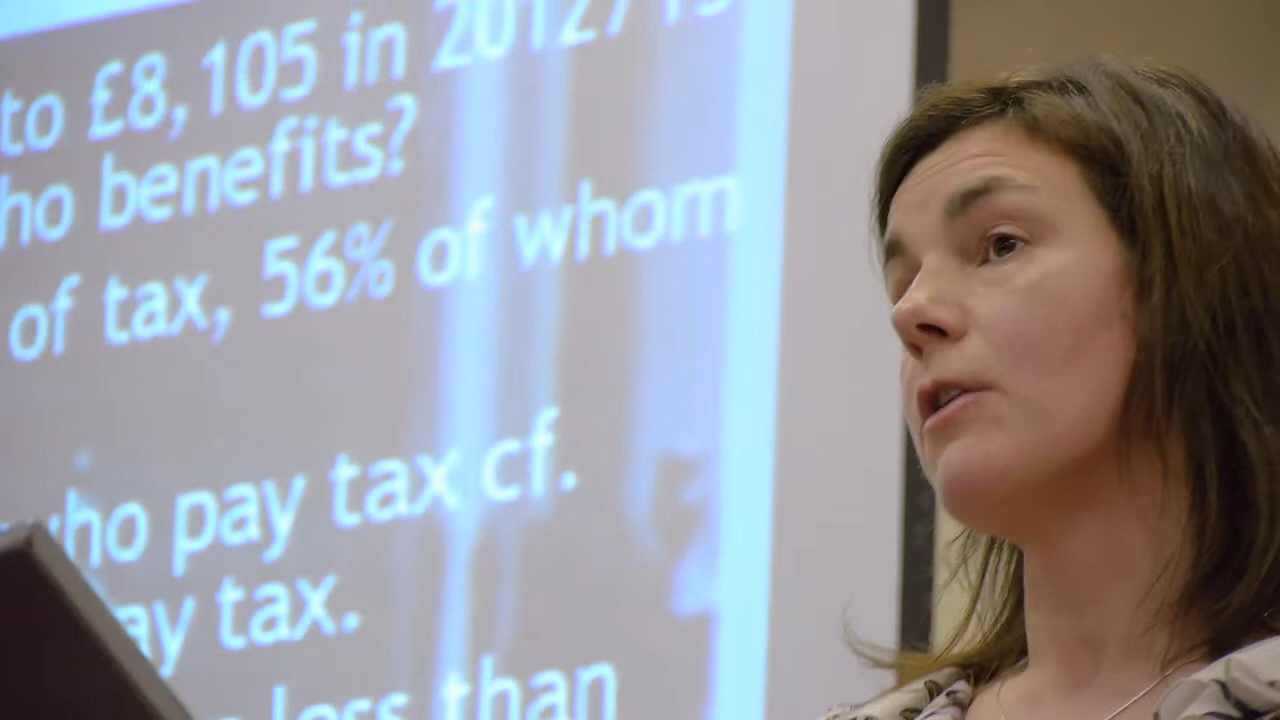 to £8,105 in 2012/13
ho benefits?
of tax, 56% of whom
who pay tax cf.
ay tax.
less than